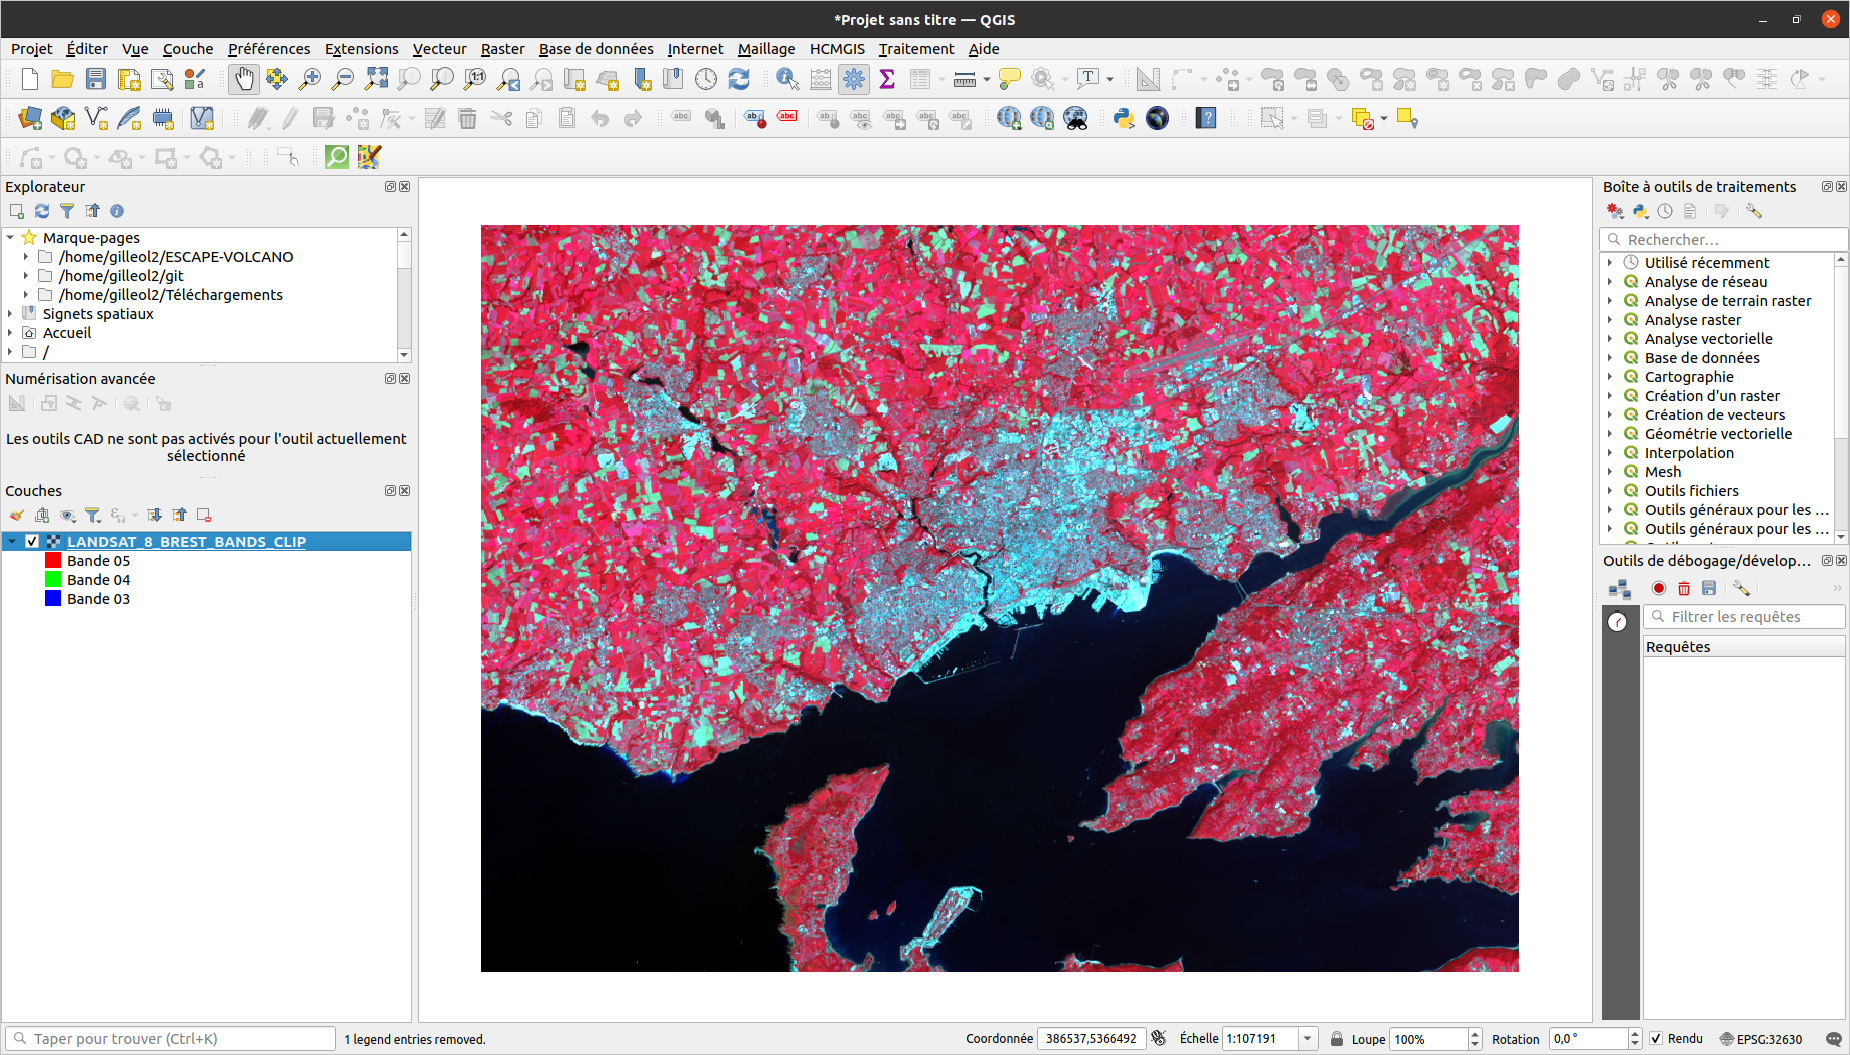 *Projet sans titre — QGIS
Projet Éditer Vue Couche Préférences Extensions Vecteur Raster Base de données Internet Maillage HCMGIS Traitement Aide
Explorateur
Marque-pages
/home/gilleol2/ESCAPE-VOLCANO
/home/gilleol2/git
/home/gilleol2/Téléchargements
Signets spatiaux
Accueil
/
Numérisation avancée
Les outils CAD ne sont pas activés pour l'outil actuellement
sélectionné
Couches
LANDSAT_8_BREST_BANDS_CLIP
Bande 05
Bande 04
Bande 03
Boîte à outils de traitements
Rechercher…
Utilisé récemment
Analyse de réseau
Analyse de terrain raster
Analyse raster
Analyse vectorielle
Base de données
Cartographie
Création d'un raster
Création de vecteurs
Géométrie vectorielle
Interpolation
Mesh
Outils fichiers
Outils généraux pour les …
Outils généraux pour les …
Outils de débogage/dévelop…
Filtrer les requêtes
Requêtes
Taper pour trouver (Ctrl+K) 1 legend entries removed. Coordonnée 386537,5366492 Échelle 1:107191 Loupe 100% Rotation 0,0 ° Rendu EPSG:32630